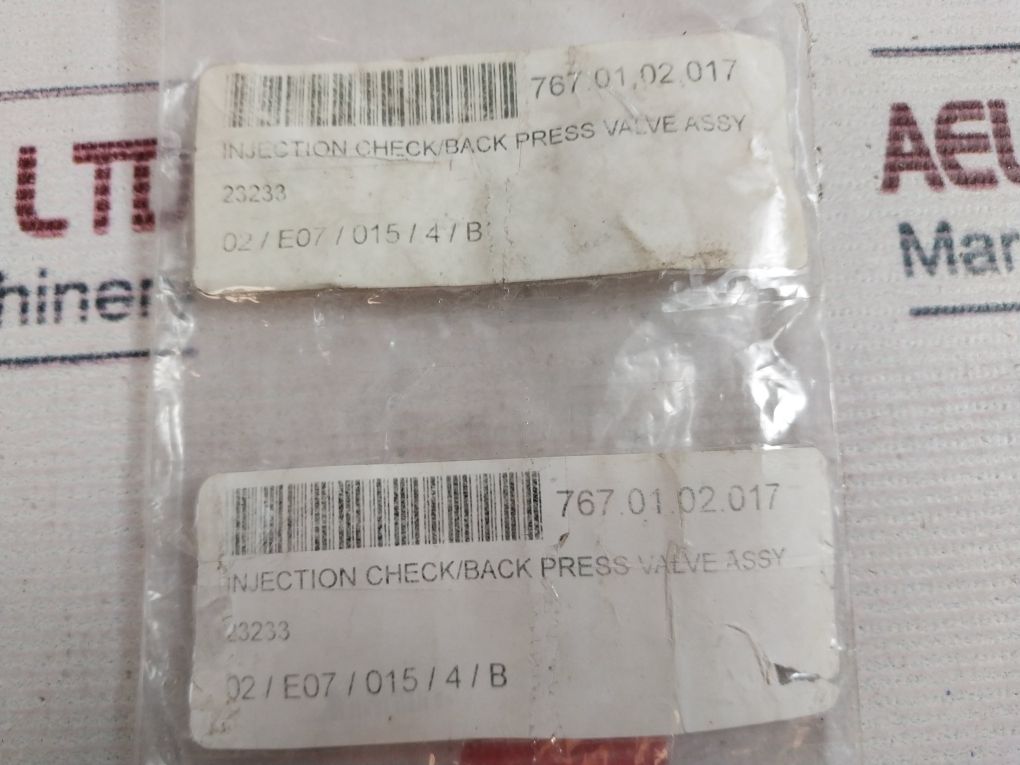 767.01.02.017
INJECTION CHECK/BACK PRESS VALVE ASSY
23233
02 / E07 / 015 / 4 / B
767.01.02.017
INJECTION CHECK/BACK PRESS VALVE ASSY
23233
02 / E07 / 015 / 4 / B
LTD
hiner
AEL
Mar